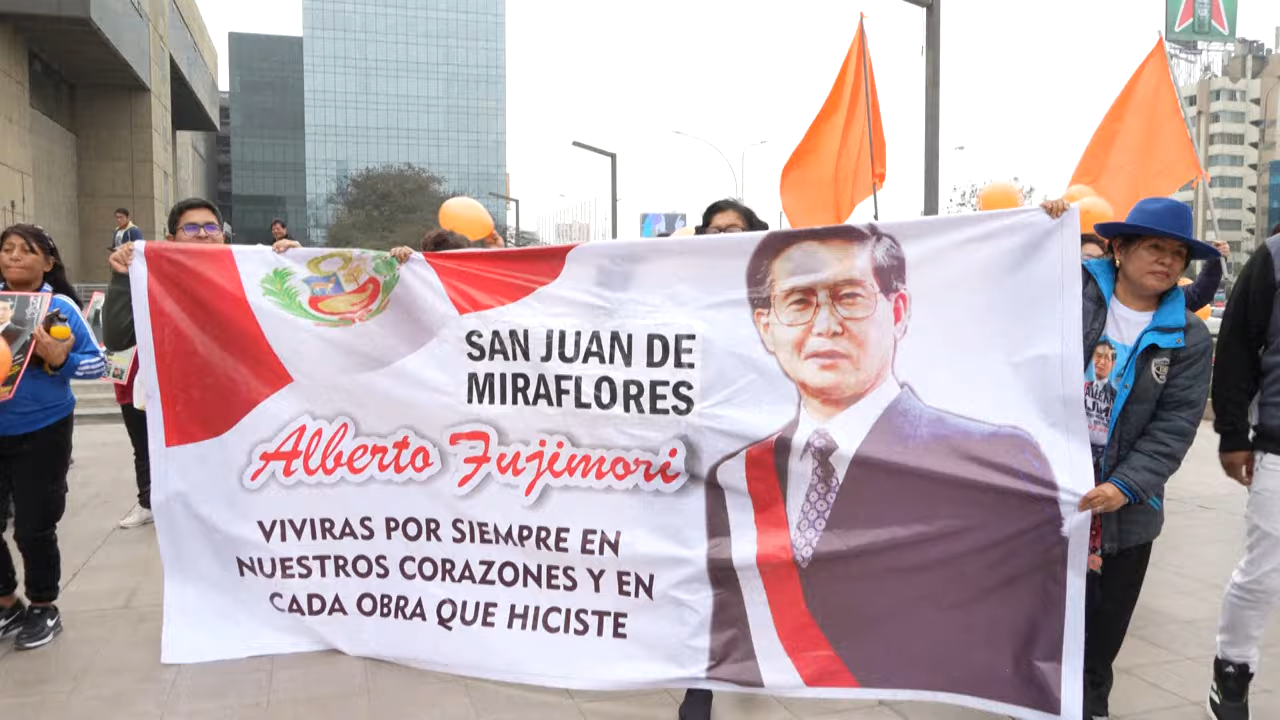 SAN JUAN DE
MIRAFLORES
Alberto Fujimori
VIVIRAS POR SIEMPRE EN
NUESTROS CORAZONES Y EN
CADA OBRA QUE HICISTE